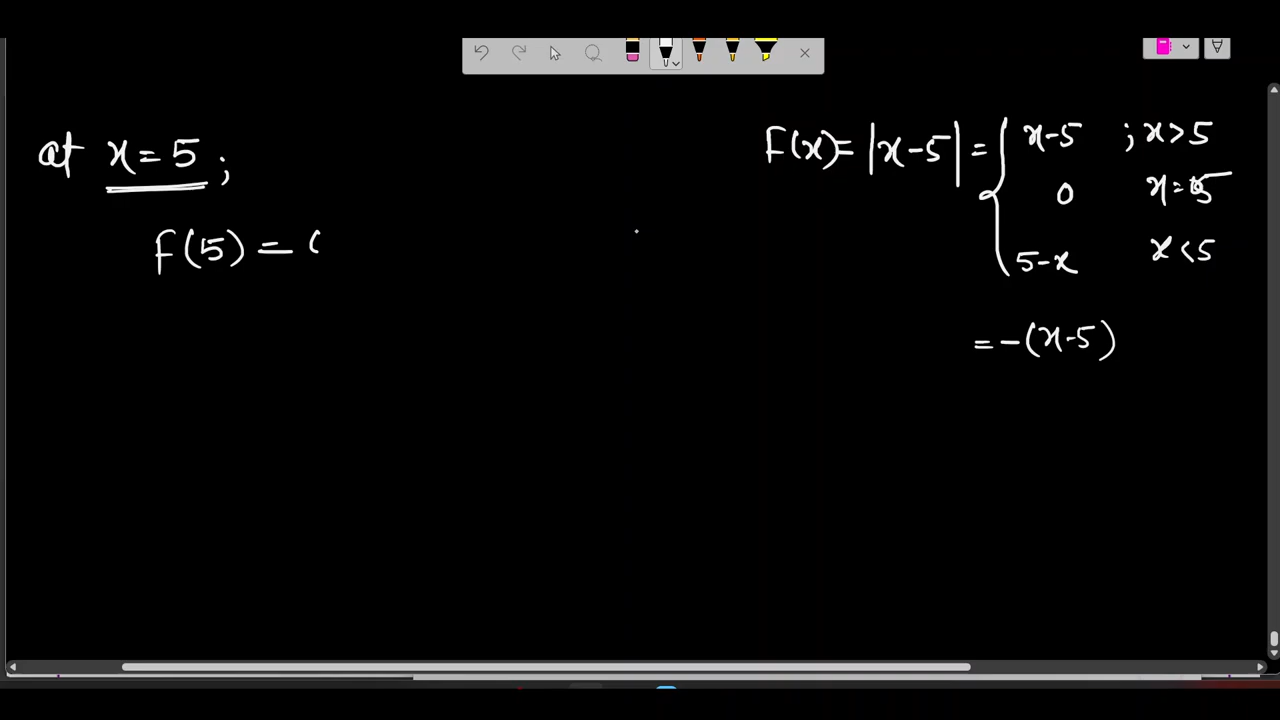 at x = 5 ;
F(5) = (
F(x) = |x-5| = { x-5 ; x > 5
0 x = 5
5-x x < 5
= -(x-5)